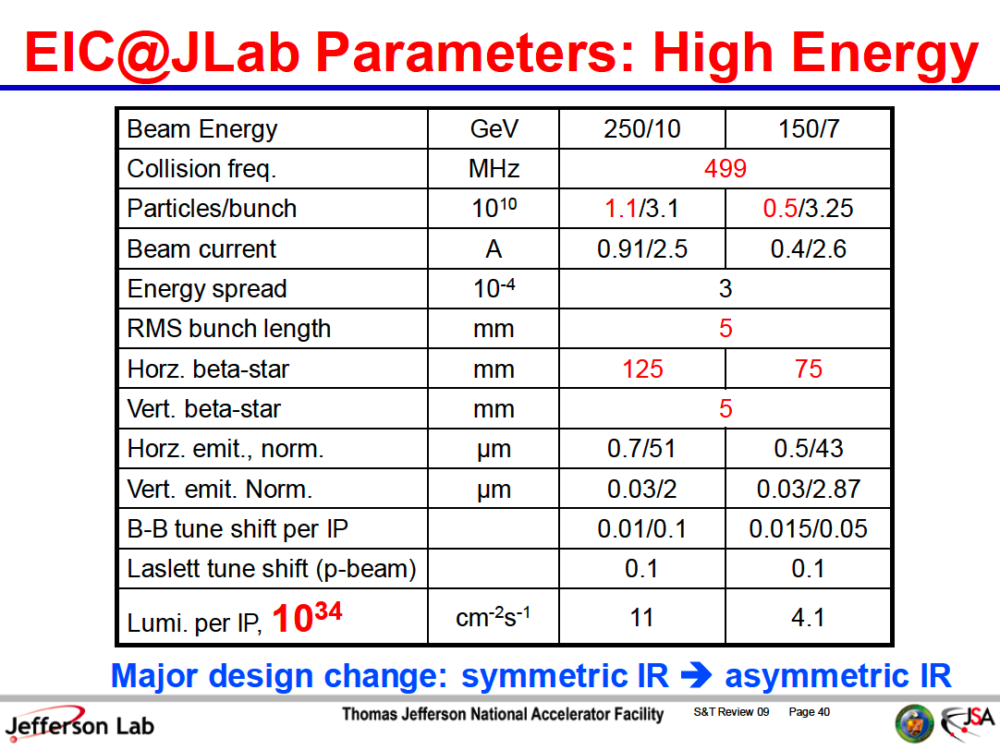 EIC@JLab Parameters: High Energy
Beam Energy GeV 250/10 150/7
Collision freq. MHz 499
Particles/bunch 10¹⁰ 1.1/3.1 0.5/3.25
Beam current A 0.91/2.5 0.4/2.6
Energy spread 10⁻⁴ 3
RMS bunch length mm 5
Horz. beta-star mm 125 75
Vert. beta-star mm 5
Horz. emit., norm. μm 0.7/51 0.5/43
Vert. emit. Norm. μm 0.03/2 0.03/2.87
B-B tune shift per IP 0.01/0.1 0.015/0.05
Laslett tune shift (p-beam) 0.1 0.1
Lumi. per IP, 10³⁴ cm⁻²s⁻¹ 11 4.1
Major design change: symmetric IR ➔ asymmetric IR
Jefferson Lab Thomas Jefferson National Accelerator Facility S&T Review 09 Page 40 JSA